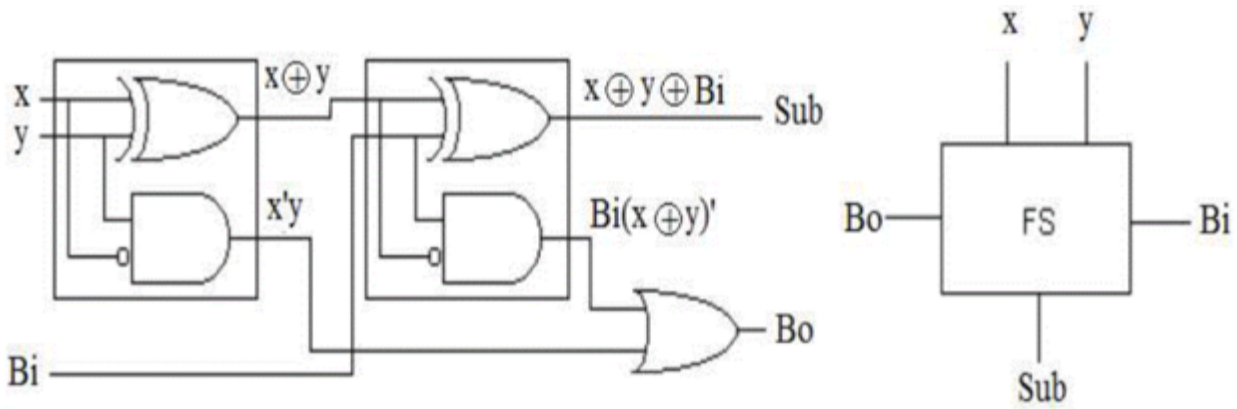 x
y
x⊕y
x'y
x⊕y⊕Bi
Sub
Bi(x⊕y)'
Bo
Bi
x y
Bo
FS
Bi
Sub